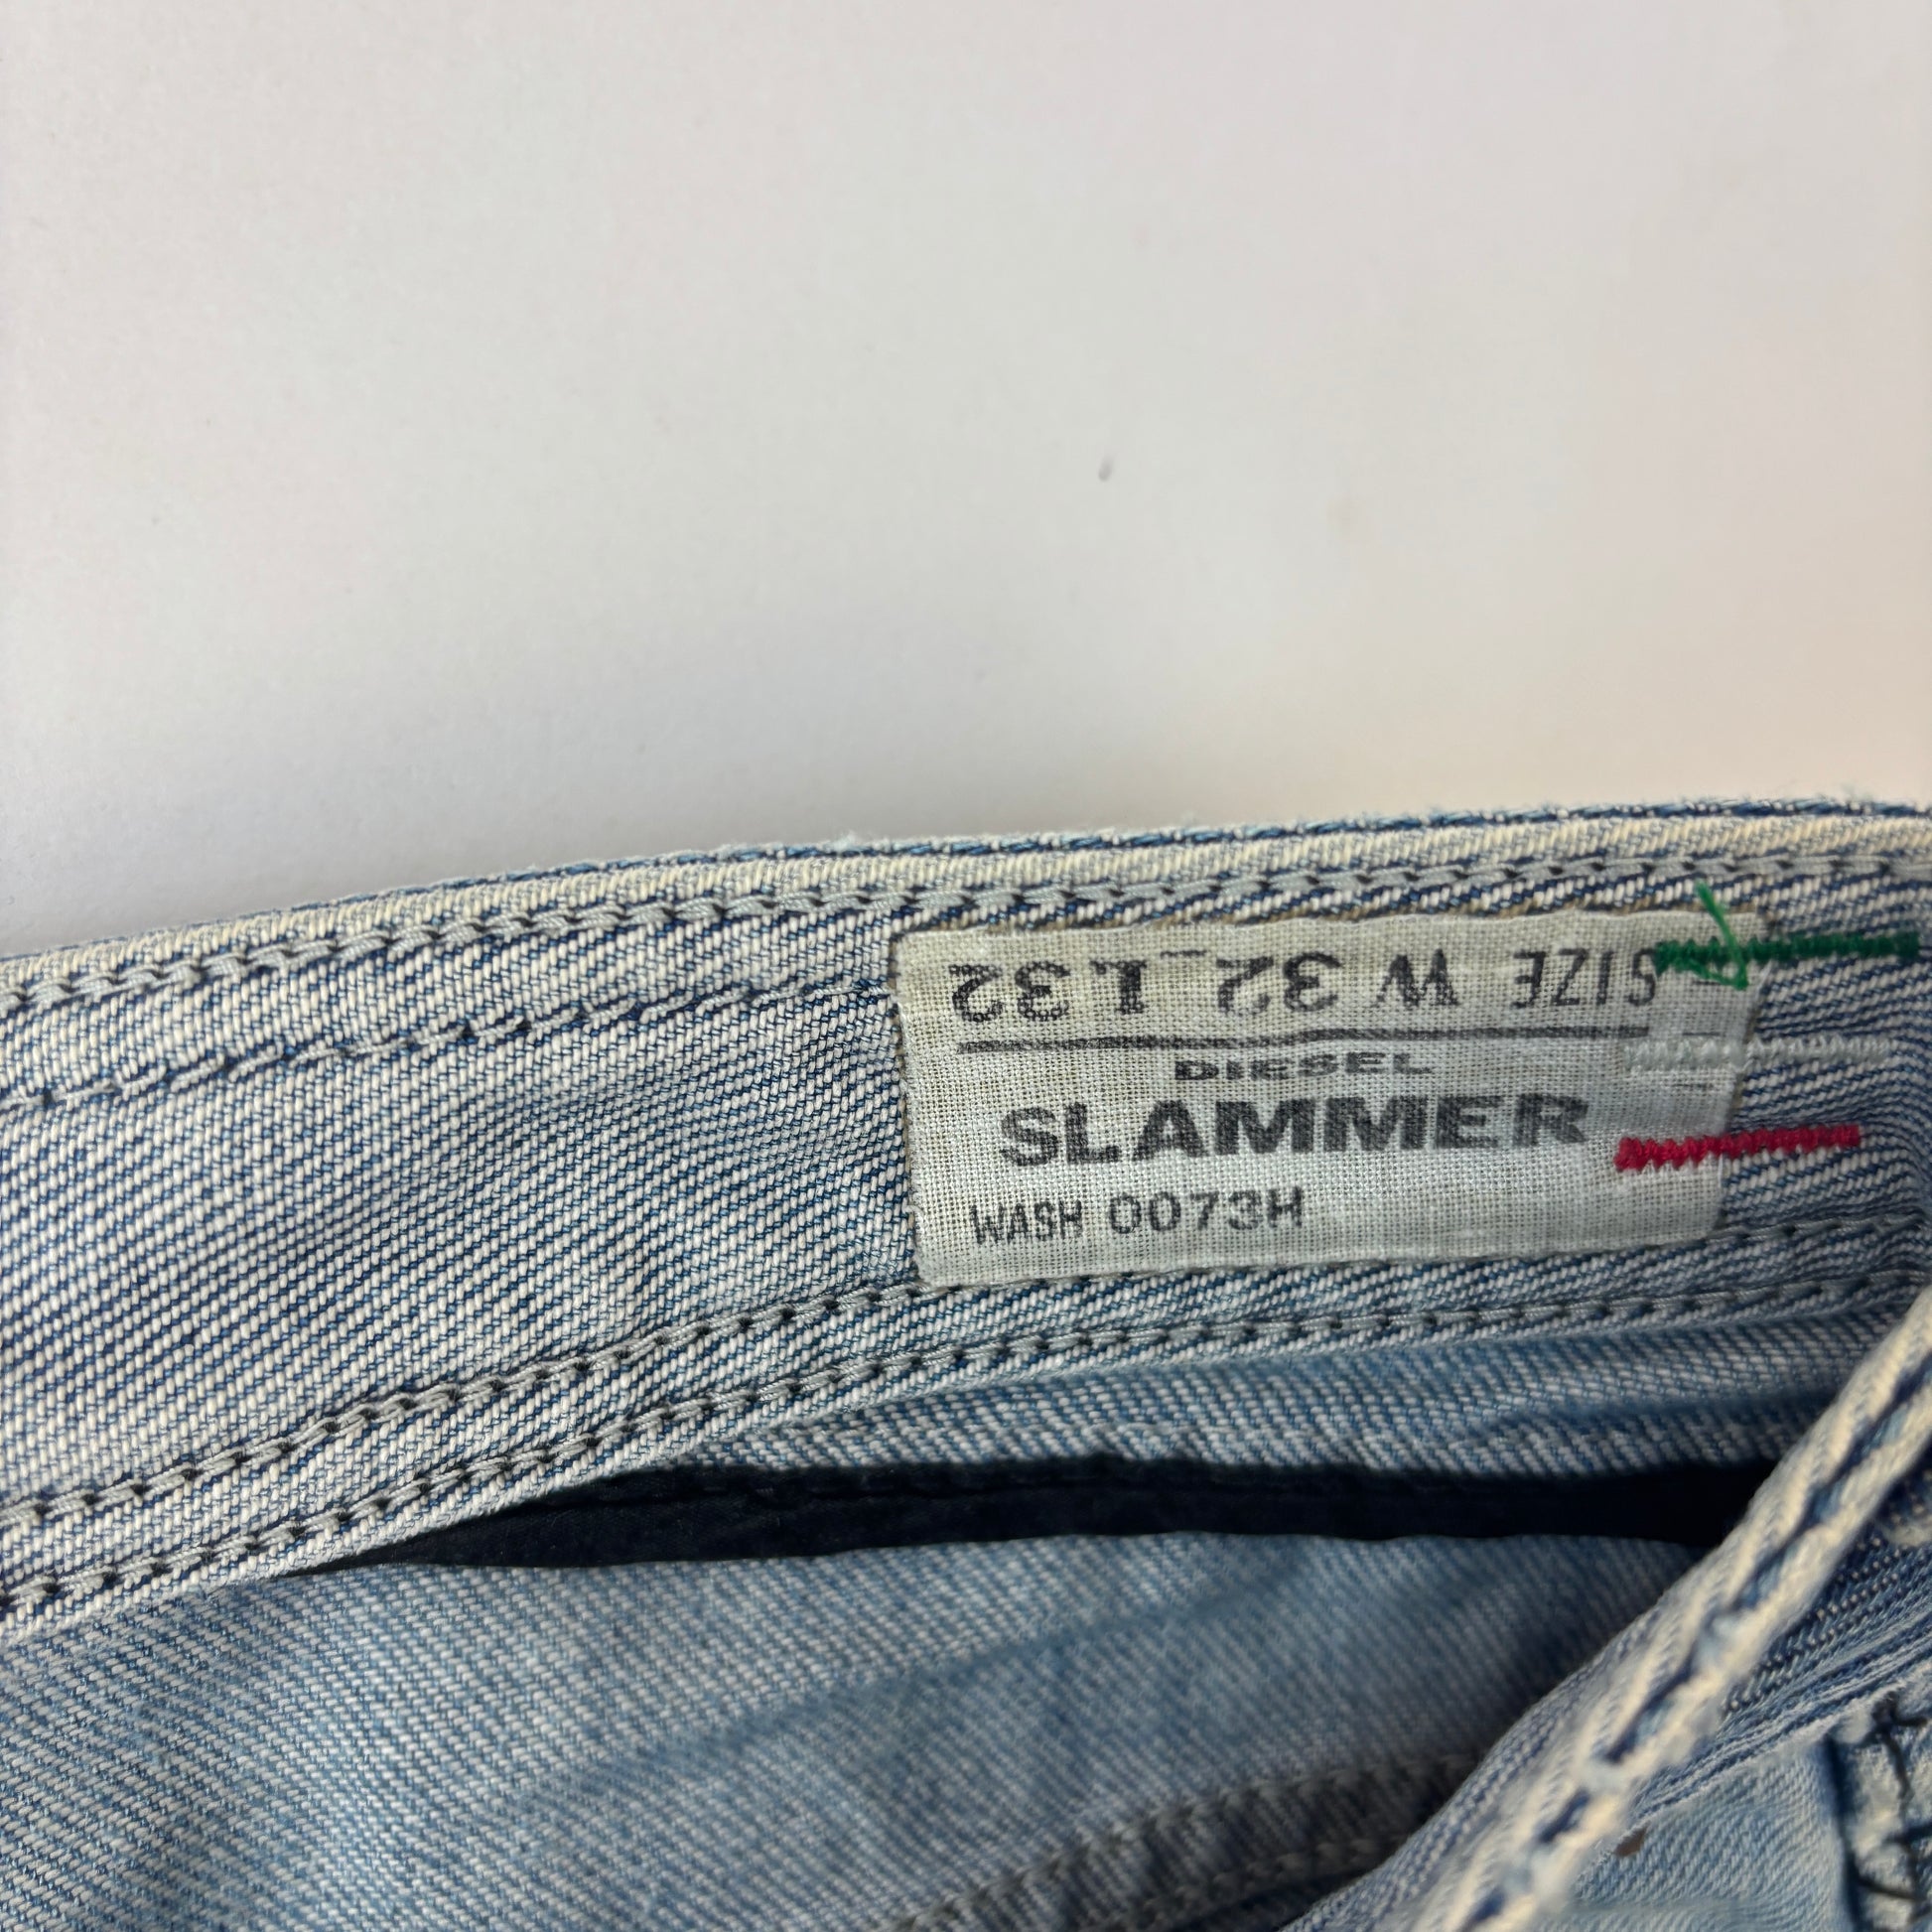 SIZE W 32 L 32
DIESEL
SLAMMER
WASH 0073H